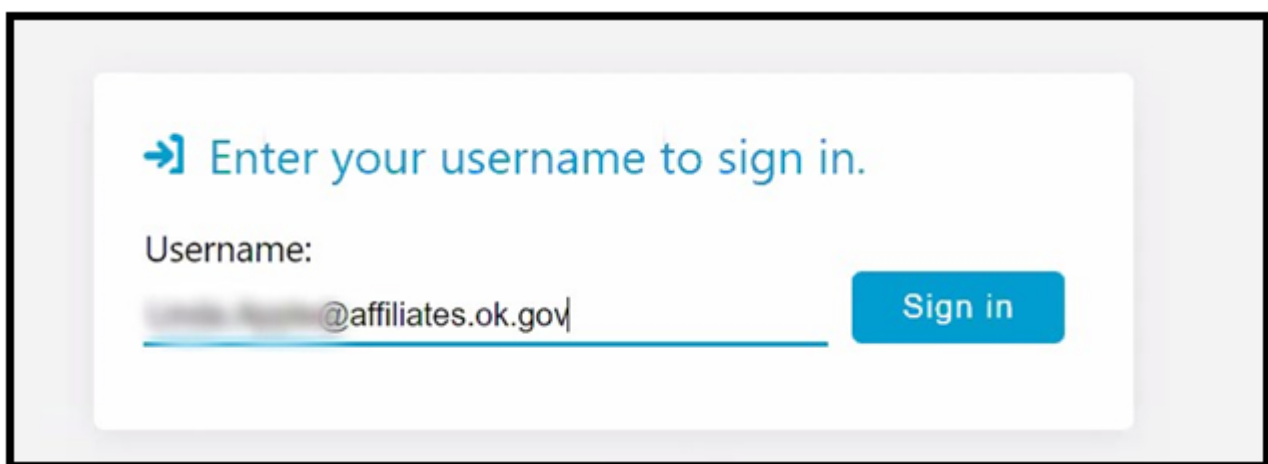 Enter your username to sign in.
Username:
@affiliates.ok.gov
Sign in